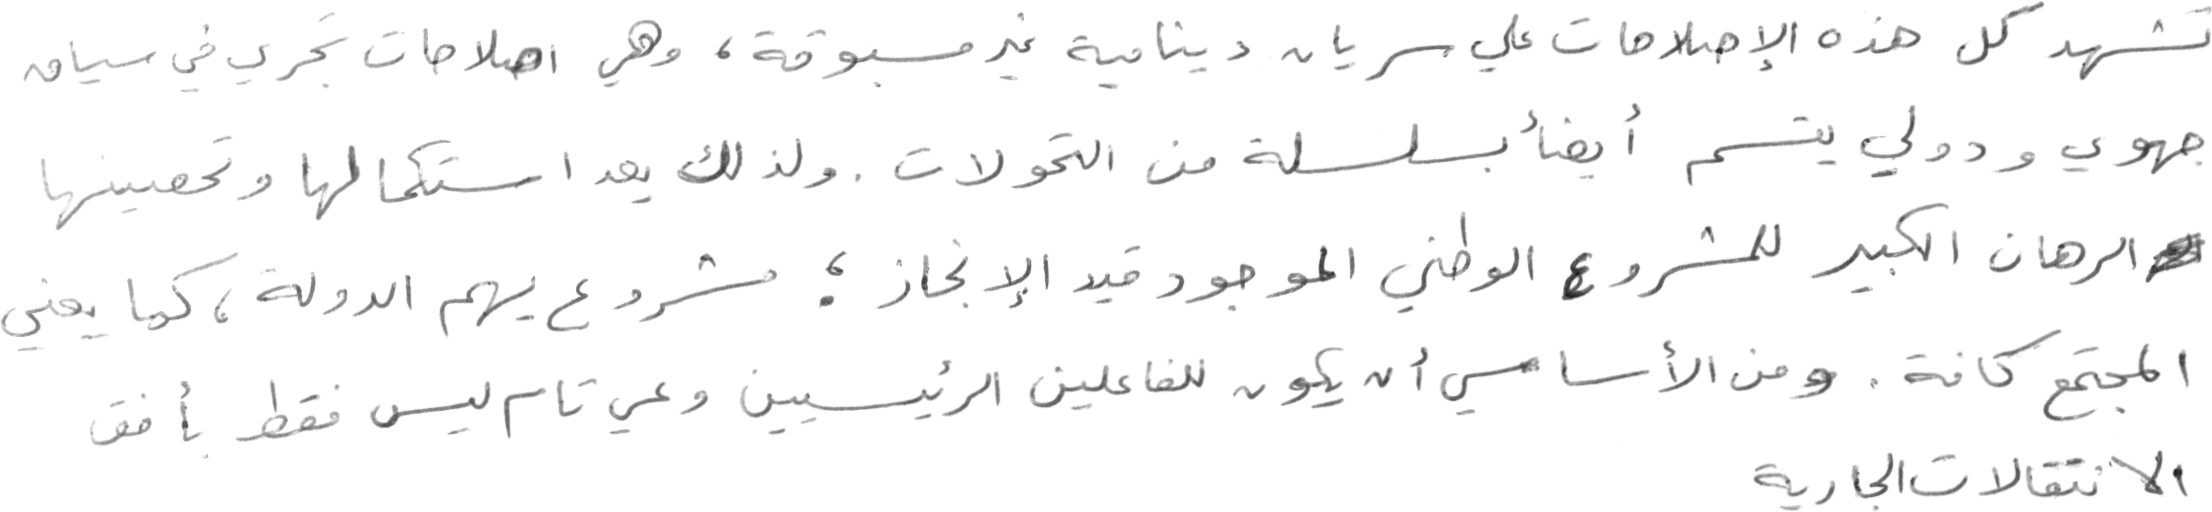 تشهد كل هذه الإصلاحات علي سريان دينامية غير مسبوقة، وهي اصلاحات تجري في سياق
جهوي ودولي يتسم أيضاً بسلسلة من التحولات. ولذلك يعد استكمالها وتحصينها
الرهان الكبير للمشروع الوطني الموجود قيد الإنجاز؛ مشروع يهم الدولة، كما يعني
المجتمع كافة. ومن الأساسي أن يكون للفاعلين الرئيسيين وعي تام ليس فقط بأفق
الانتقالات الجارية